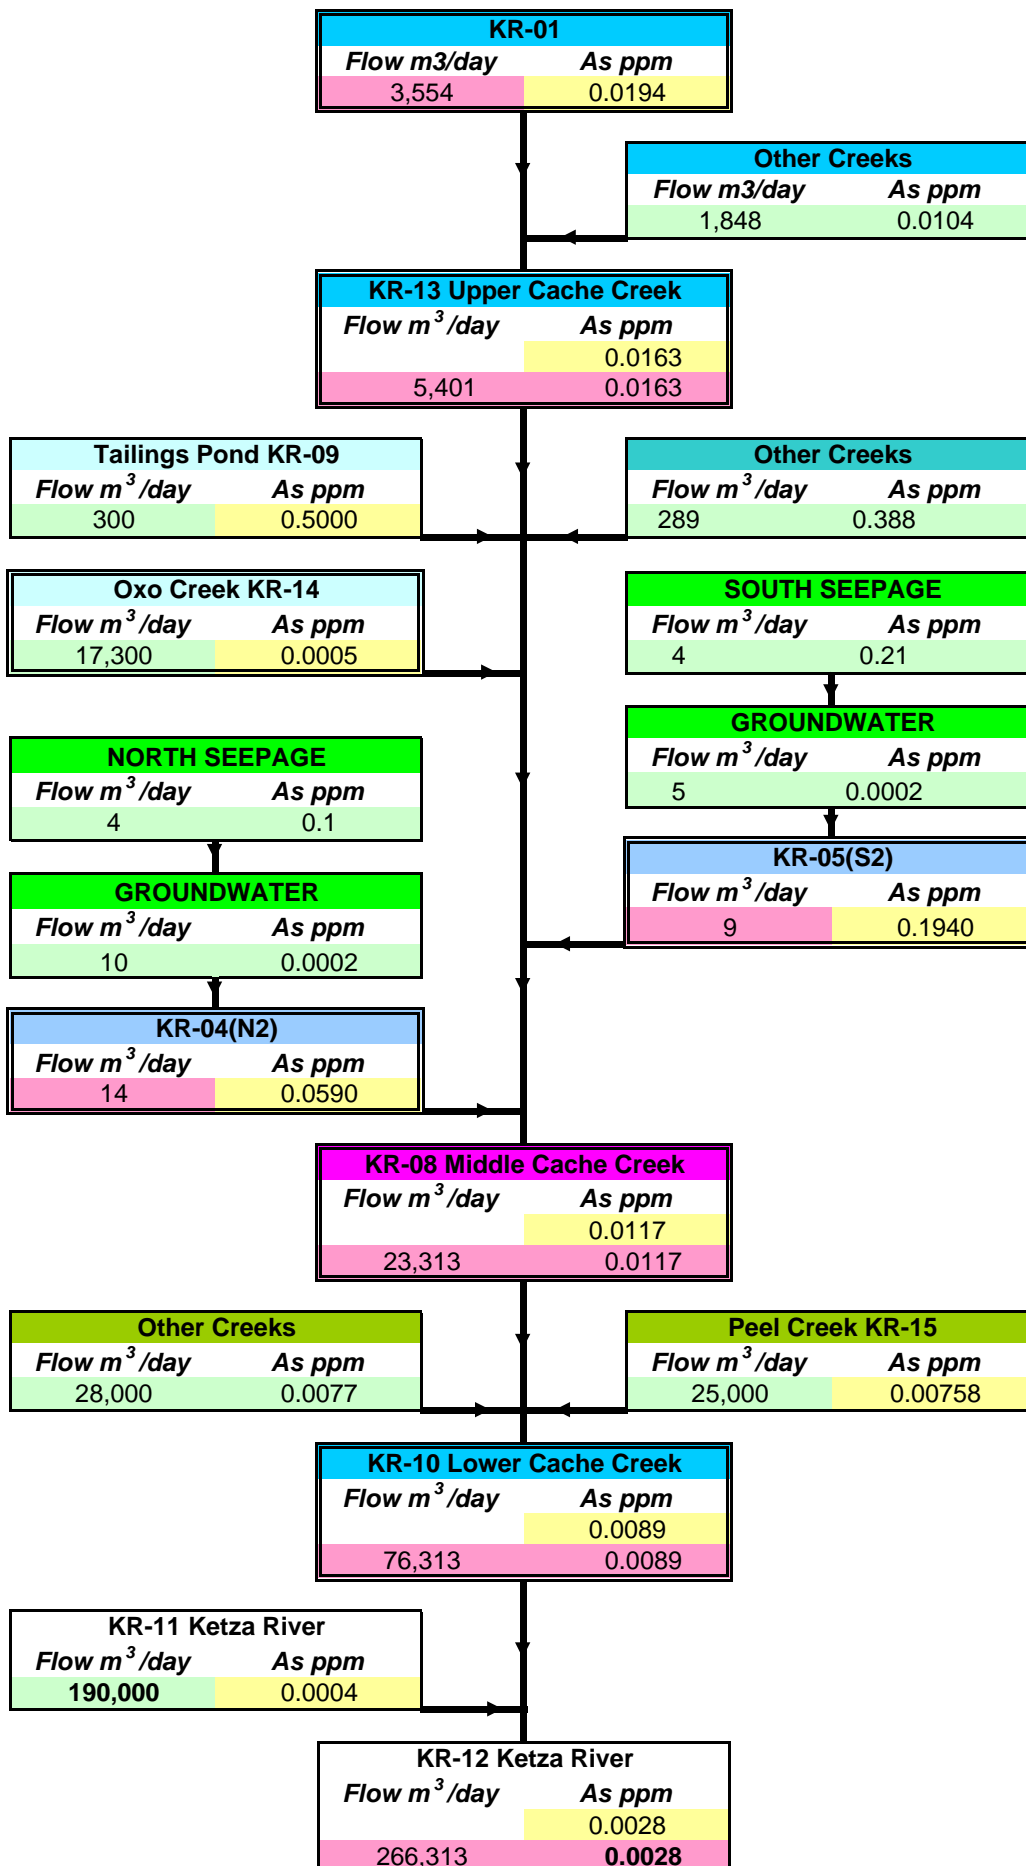 KR-01
Flow m3/day As ppm
3,554 0.0194
Other Creeks
Flow m3/day As ppm
1,848 0.0104
KR-13 Upper Cache Creek
Flow m³/day As ppm
0.0163
5,401 0.0163
Tailings Pond KR-09
Flow m³/day As ppm
300 0.5000
Other Creeks
Flow m³/day As ppm
289 0.388
Oxo Creek KR-14
Flow m³/day As ppm
17,300 0.0005
SOUTH SEEPAGE
Flow m³/day As ppm
4 0.21
GROUNDWATER
Flow m³/day As ppm
5 0.0002
NORTH SEEPAGE
Flow m³/day As ppm
4 0.1
KR-05(S2)
Flow m³/day As ppm
9 0.1940
GROUNDWATER
Flow m³/day As ppm
10 0.0002
KR-04(N2)
Flow m³/day As ppm
14 0.0590
KR-08 Middle Cache Creek
Flow m³/day As ppm
0.0117
23,313 0.0117
Other Creeks
Flow m³/day As ppm
28,000 0.0077
Peel Creek KR-15
Flow m³/day As ppm
25,000 0.00758
KR-10 Lower Cache Creek
Flow m³/day As ppm
0.0089
76,313 0.0089
KR-11 Ketza River
Flow m³/day As ppm
190,000 0.0004
KR-12 Ketza River
Flow m³/day As ppm
0.0028
266,313 0.0028